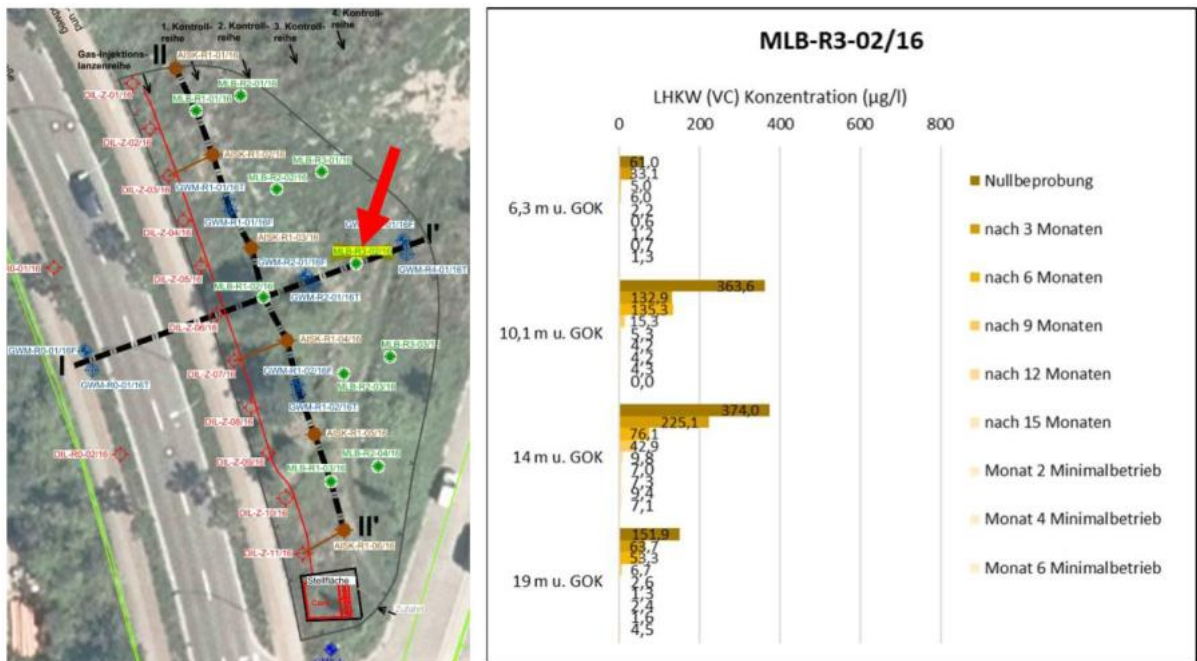 1. Kontroll-
reihe
2. Kontroll-
reihe
3. Kontroll-
reihe
4. Kontroll-
reihe
Gas-Injektions-
lanzenreihe
II
AISK-R1-01/16
DIL-Z-01/16
MLB-R2-01/16
MLB-R1-01/16
DIL-Z-02/16
AISK-R1-02/16
MLB-R3-01/16
DIL-Z-03/16
GWM-R1-01/16T
MLB-R2-02/16
DIL-Z-04/16
GWM-R1-01/16F
AISK-R1-03/16
MLB-R3-02/16
I'
GWM-R2-01/16F
GWM-R4-01/16T
R0-01/16
DIL-Z-05/16
MLB-R1-02/16
GWM-R2-01/16T
DIL-Z-06/16
AISK-R1-04/16
GWM-R0-01/16F
I
GWM-R0-01/16T
DIL-Z-07/16
GWM-R1-02/16F
MLB-R3-03/1
MLB-R2-03/16
GWM-R1-02/16T
DIL-Z-08/16
AISK-R1-05/16
DIL-R0-02/16
DIL-Z-09/16
MLB-R2-04/16
MLB-R1-03/16
DIL-Z-10/16
II'
AISK-R1-06/16
DIL-Z-11/16
Stellfläche
Zufahrt
MLB-R3-02/16
LHKW (VC) Konzentration (µg/l)
0 200 400 600 800
6,3 m u. GOK
61,0
33,1
5,0
6,0
2,2
0,6
1,2
0,7
1,3
10,1 m u. GOK
363,6
132,9
135,3
15,3
5,3
4,2
4,2
4,3
0,0
14 m u. GOK
374,0
225,1
76,1
42,9
9,8
7,0
7,3
9,4
7,1
19 m u. GOK
151,9
63,7
53,3
6,7
2,6
1,3
2,4
1,6
4,5
Nullbeprobung
nach 3 Monaten
nach 6 Monaten
nach 9 Monaten
nach 12 Monaten
nach 15 Monaten
Monat 2 Minimalbetrieb
Monat 4 Minimalbetrieb
Monat 6 Minimalbetrieb